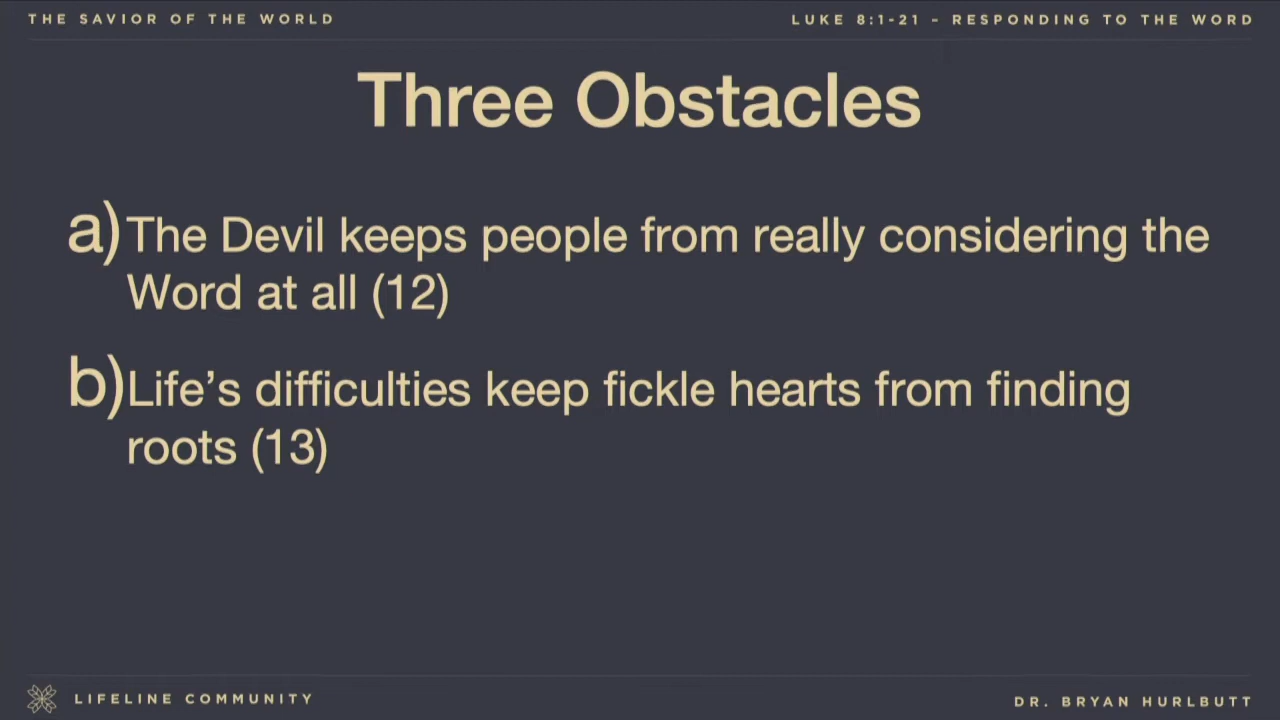 THE SAVIOR OF THE WORLD
LUKE 8:1-21 - RESPONDING TO THE WORD
Three Obstacles
a) The Devil keeps people from really considering the
Word at all (12)
b) Life’s difficulties keep fickle hearts from finding
roots (13)
LIFELINE COMMUNITY
DR. BRYAN HURLBUTT